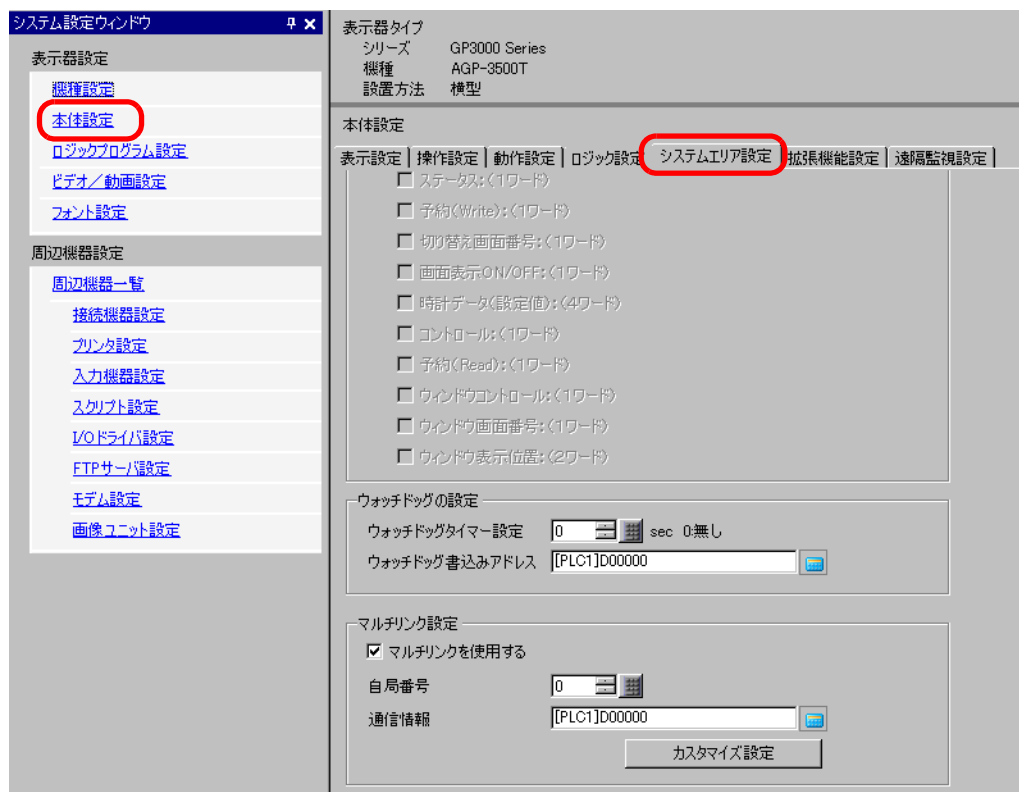 システム設定ウィンドウ
表示器設定
機種設定
本体設定
ロジックプログラム設定
ビデオ／動画設定
フォント設定
周辺機器設定
周辺機器一覧
接続機器設定
プリンタ設定
入力機器設定
スクリプト設定
I/Oドライバ設定
FTPサーバ設定
モデム設定
画像ユニット設定
表示器タイプ
シリーズ GP3000 Series
機種 AGP-3500T
設置方法 横型
本体設定
表示設定 操作設定 動作設定 ロジック設定 システムエリア設定 拡張機能設定 遠隔監視設定
ステータス:(1ワード)
予約(Write):(1ワード)
切り替え画面番号:(1ワード)
画面表示ON/OFF:(1ワード)
時計データ(設定値):(4ワード)
コントロール:(1ワード)
予約(Read):(1ワード)
ウィンドウコントロール:(1ワード)
ウィンドウ画面番号:(1ワード)
ウィンドウ表示位置:(2ワード)
ウォッチドッグの設定
ウォッチドッグタイマー設定 0 sec 0:無し
ウォッチドッグ書込みアドレス [PLC1]D00000
マルチリンク設定
マルチリンクを使用する
自局番号 0
通信情報 [PLC1]D00000
カスタマイズ設定